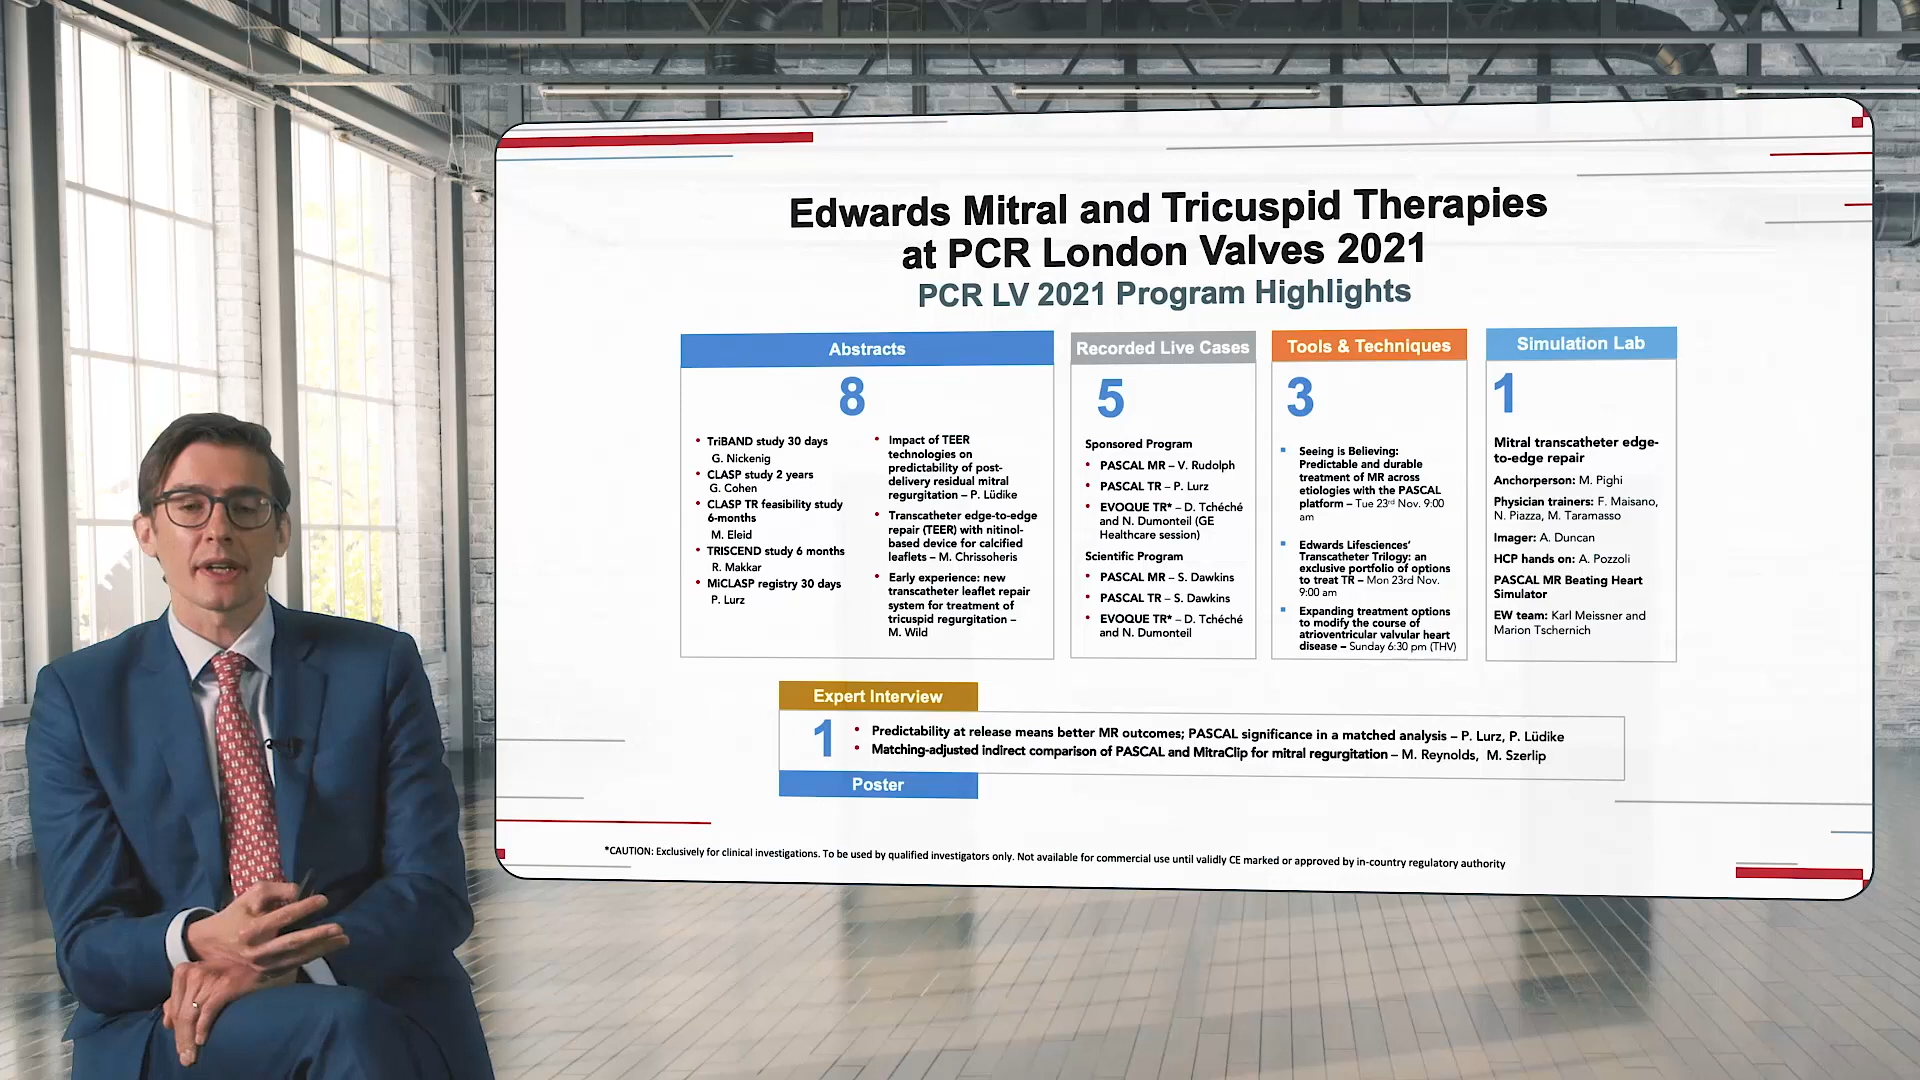 Edwards Mitral and Tricuspid Therapies
at PCR London Valves 2021
PCR LV 2021 Program Highlights
Abstracts
8
• TriBAND study 30 days
G. Nickenig
• CLASP study 2 years
G. Cohen
• CLASP TR feasibility study
6-months
M. Eleid
• TRISCEND study 6 months
R. Makkar
• MiCLASP registry 30 days
P. Lurz
• Impact of TEER
technologies on
predictability of post-
delivery residual mitral
regurgitation – P. Lüdike
• Transcatheter edge-to-edge
repair (TEER) with nitinol-
based device for calcified
leaflets – M. Chrissoheris
• Early experience: new
transcatheter leaflet repair
system for treatment of
tricuspid regurgitation –
M. Wild
Recorded Live Cases
5
Sponsored Program
• PASCAL MR – V. Rudolph
• PASCAL TR – P. Lurz
• EVOQUE TR* – D. Tchéché
and N. Dumonteil (GE
Healthcare session)
Scientific Program
• PASCAL MR – S. Dawkins
• PASCAL TR – S. Dawkins
• EVOQUE TR* – D. Tchéché
and N. Dumonteil
Tools & Techniques
3
▪ Seeing is Believing:
Predictable and durable
treatment of MR across
etiologies with the PASCAL
platform – Tue 23rd Nov. 9:00
am
▪ Edwards Lifesciences'
Transcatheter Trilogy: an
exclusive portfolio of options
to treat TR – Mon 23rd Nov.
9:00 am
▪ Expanding treatment options
to modify the course of
atrioventricular valvular heart
disease – Sunday 6:30 pm (THV)
Simulation Lab
1
Mitral transcatheter edge-
to-edge repair
Anchorperson: M. Pighi
Physician trainers: F. Maisano,
N. Piazza, M. Taramasso
Imager: A. Duncan
HCP hands on: A. Pozzoli
PASCAL MR Beating Heart
Simulator
EW team: Karl Meissner and
Marion Tschernich
Expert Interview
1
• Predictability at release means better MR outcomes; PASCAL significance in a matched analysis – P. Lurz, P. Lüdike
• Matching-adjusted indirect comparison of PASCAL and MitraClip for mitral regurgitation – M. Reynolds, M. Szerlip
Poster
*CAUTION: Exclusively for clinical investigations. To be used by qualified investigators only. Not available for commercial use until validly CE marked or approved by in-country regulatory authority